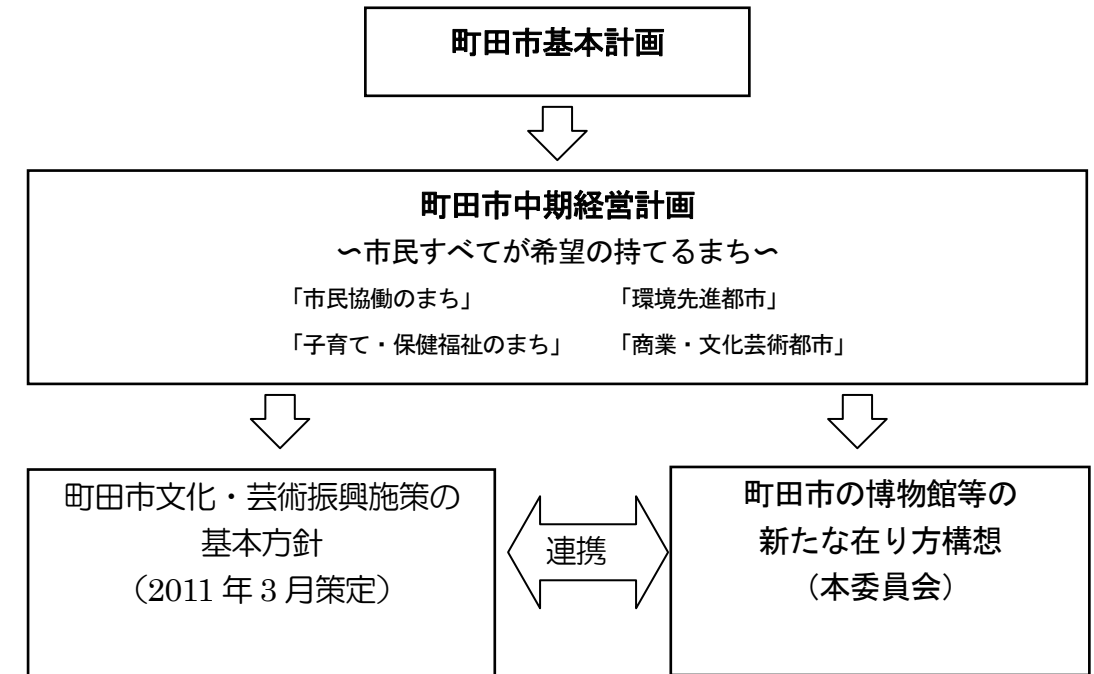 町田市基本計画
町田市中期経営計画
～市民すべてが希望の持てるまち～
「市民協働のまち」 「環境先進都市」
「子育て・保健福祉のまち」 「商業・文化芸術都市」
町田市文化・芸術振興施策の
基本方針
（2011年3月策定）
連携
町田市の博物館等の
新たな在り方構想
（本委員会）